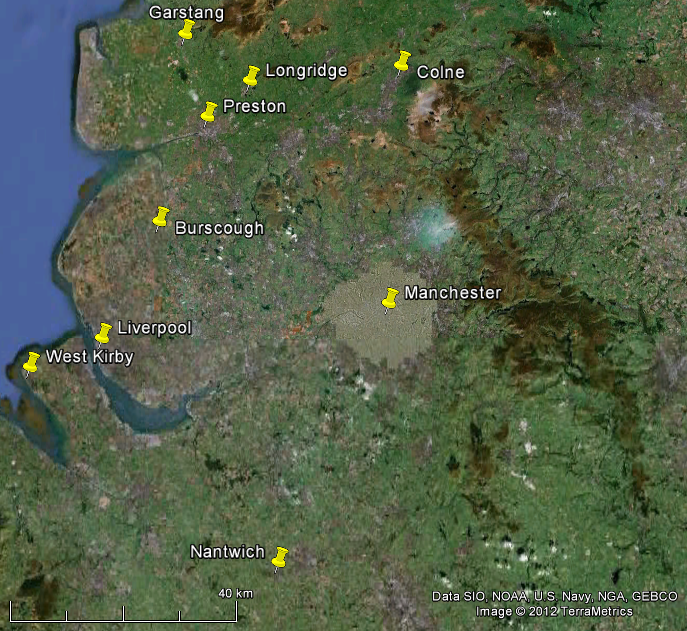 Garstang
Longridge
Colne
Preston
Burscough
Manchester
Liverpool
West Kirby
Nantwich
40 km
Data SIO, NOAA, U.S. Navy, NGA, GEBCO
Image © 2012 TerraMetrics